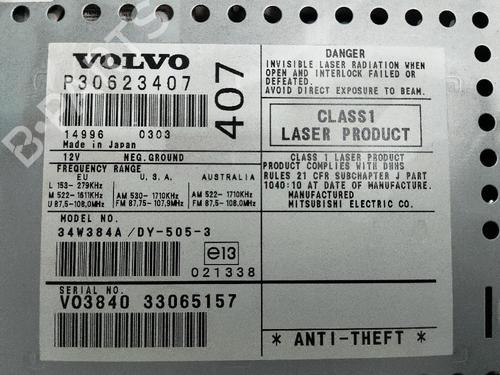 VOLVO
P30623407
407
14996 0303
Made in Japan
12V NEG.GROUND
FREQUENCY RANGE
EU U.S.A. AUSTRALIA
L 153-279KHz
M 522-1611KHz AM 530-1710KHz AM 522-1710KHz
U 87,5-108,0MHz FM 87,75-107,9MHz FM 87,5-108,0MHz
MODEL NO.
34W384A/DY-505-3
e13
021338
SERIAL NO.
VO3840 33065157
DANGER
INVISIBLE LASER RADIATION WHEN
OPEN AND INTERLOCK FAILED OR
DEFEATED.
AVOID DIRECT EXPOSURE TO BEAM.
CLASS1
LASER PRODUCT
CLASS 1 LASER PRODUCT
PRODUCT COMPLIES WITH DHHS
RULES 21 CFR SUBCHAPTER J PART
1040:10 AT DATE OF MANUFACTURE.
MANUFACTURED
MITSUBISHI ELECTRIC CO.
* ANTI-THEFT *